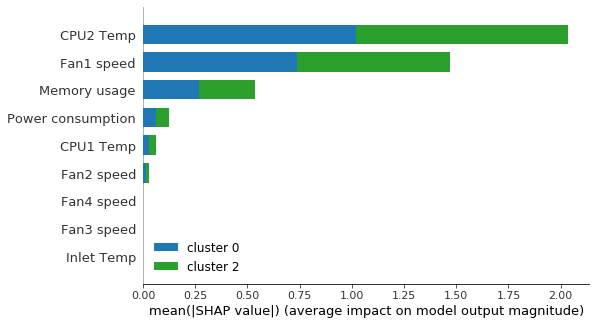 CPU2 Temp
Fan1 speed
Memory usage
Power consumption
CPU1 Temp
Fan2 speed
Fan4 speed
Fan3 speed
Inlet Temp
cluster 0
cluster 2
0.00 0.25 0.50 0.75 1.00 1.25 1.50 1.75 2.00
mean(|SHAP value|) (average impact on model output magnitude)